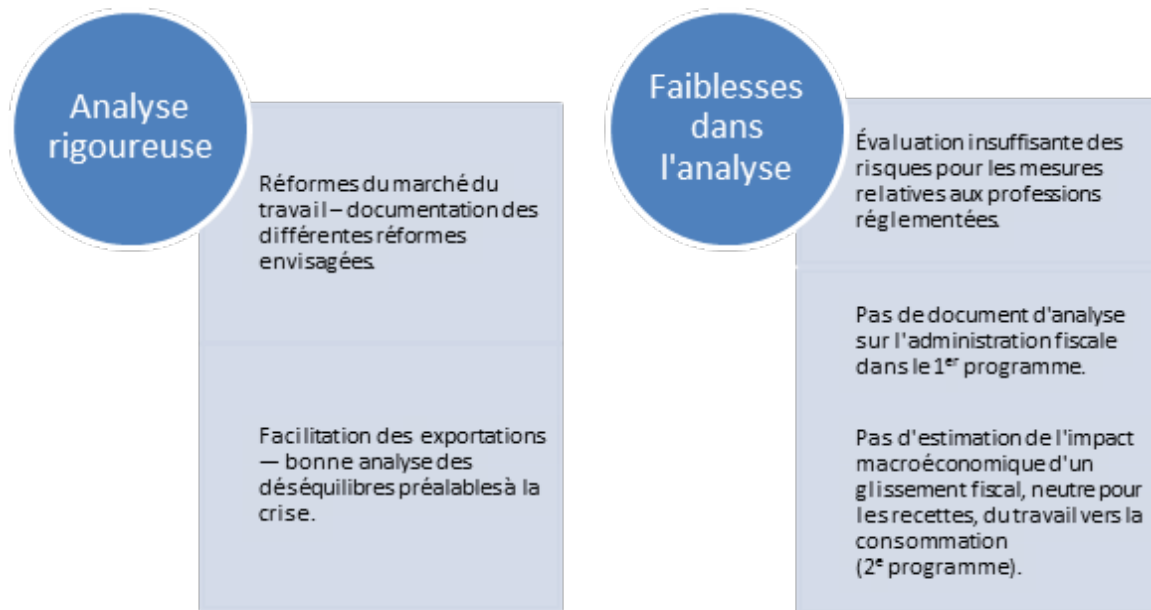 Analyse
rigoureuse
Réformes du marché du
travail – documentation des
différentes réformes
envisagées.
Facilitation des exportations
— bonne analyse des
déséquilibres préalables à la
crise.
Faiblesses
dans
l'analyse
Évaluation insuffisante des
risques pour les mesures
relatives aux professions
réglementées.
Pas de document d'analyse
sur l'administration fiscale
dans le 1er programme.
Pas d'estimation de l'impact
macroéconomique d'un
glissement fiscal, neutre pour
les recettes, du travail vers la
consommation
(2e programme).